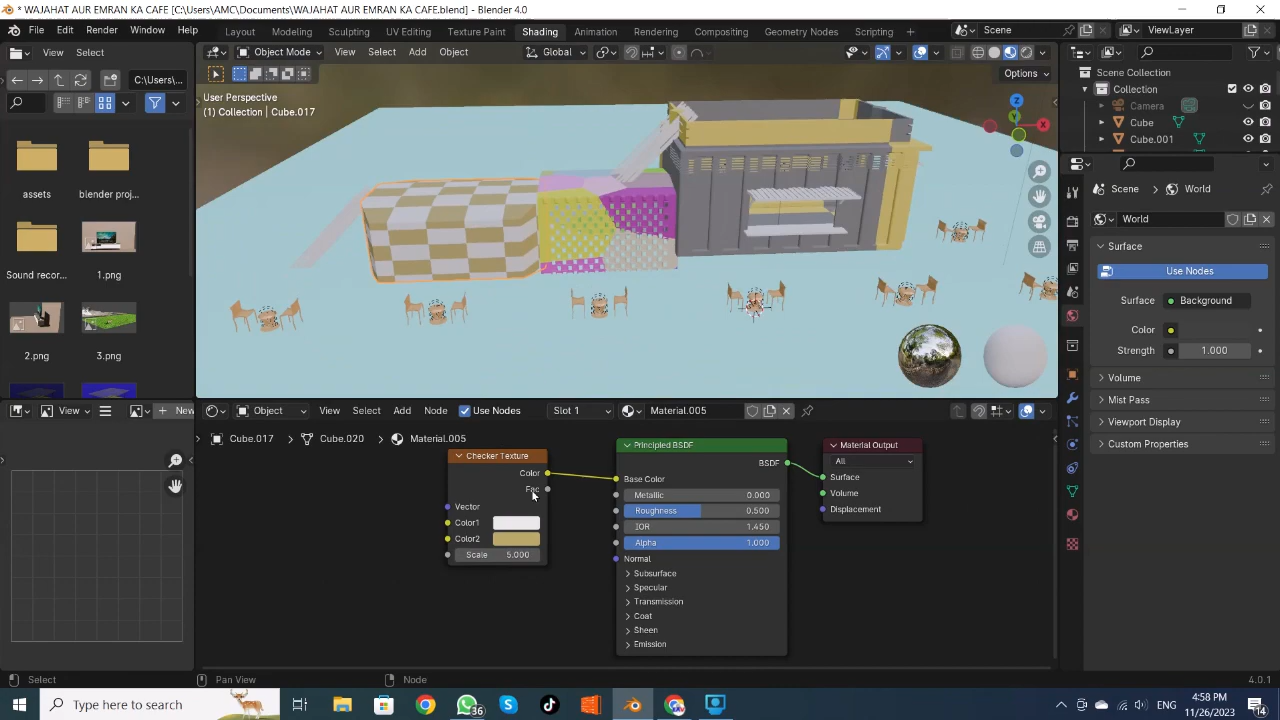 * WAJAHAT AUR EMRAN KA CAFE [C:\Users\AMC\Documents\WAJAHAT AUR EMRAN KA CAFE.blend] - Blender 4.0
File Edit Render Window Help
Layout Modeling Sculpting UV Editing Texture Paint Shading Animation Rendering Compositing Geometry Nodes Scripting
Scene
ViewLayer
View Select
Object Mode View Select Add Object
Global
Options
C:\Users\...
User Perspective
(1) Collection | Cube.017
Z
Y
X
assets
blender proj...
Sound recor...
1.png
2.png
3.png
Scene Collection
Collection
Camera
Cube
Cube.001
Scene
World
World
Surface
Use Nodes
Surface
Background
Color
Strength
1.000
Volume
Mist Pass
Viewport Display
Custom Properties
View
New
Object View Select Add Node Use Nodes Slot 1 Material.005
Cube.017 Cube.020 Material.005
Checker Texture
Color
Fac
Vector
Color1
Color2
Scale 5.000
Principled BSDF
BSDF
Base Color
Metallic 0.000
Roughness 0.500
IOR 1.450
Alpha 1.000
Normal
Subsurface
Specular
Transmission
Coat
Sheen
Emission
Material Output
All
Surface
Volume
Displacement
Select
Pan View
Node
4.0.1
Type here to search
36
ENG
4:58 PM
11/26/2023
14